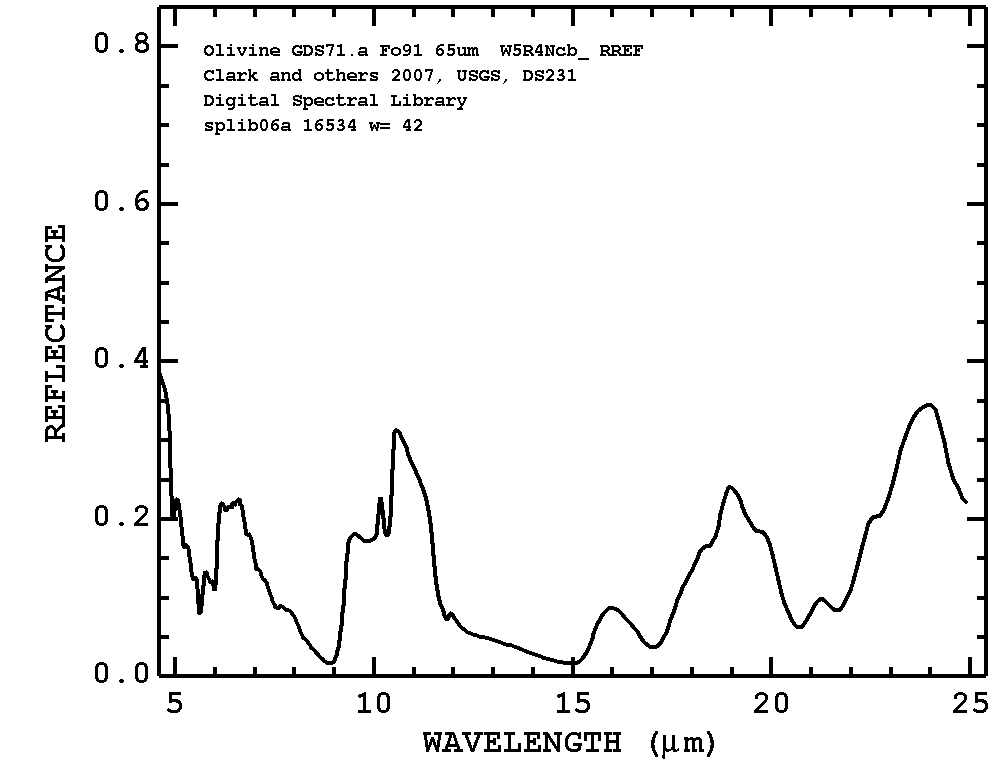 Olivine GDS71.a Fo91 65um W5R4Ncb_ RREF
Clark and others 2007, USGS, DS231
Digital Spectral Library
splib06a 16534 w= 42
REFLECTANCE
0.8
0.6
0.4
0.2
0.0
5 10 15 20 25
WAVELENGTH (μm)